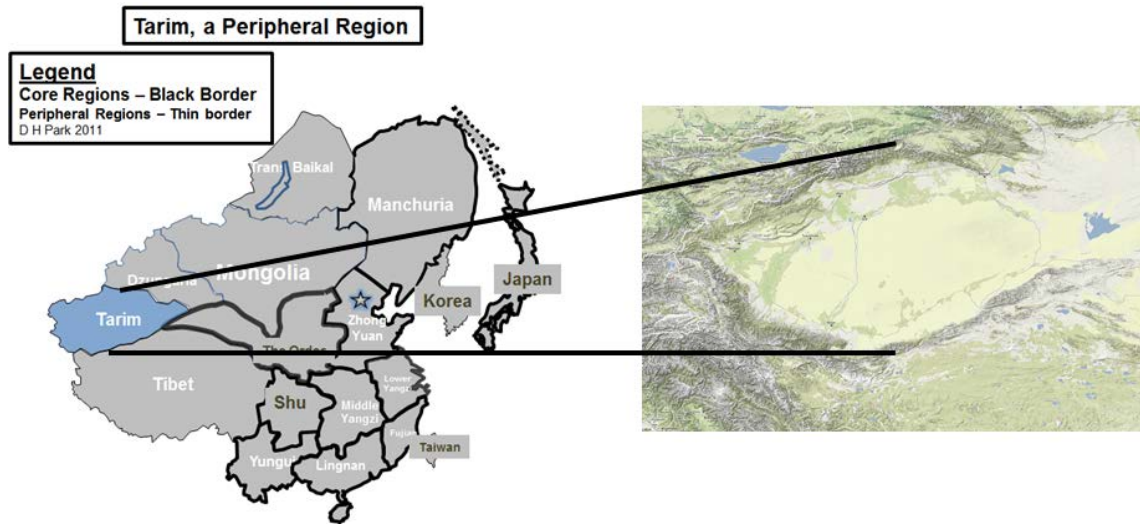 Tarim, a Peripheral Region
Legend
Core Regions – Black Border
Peripheral Regions – Thin border
D H Park 2011
Trans Baikal
Manchuria
Mongolia
Dzungaria
Tarim
Japan
Korea
Zhong
Yuan
The Ordos
Tibet
Shu
Lower
Yangzi
Middle
Yangzi
Fujian
Taiwan
Yungui
Lingnan